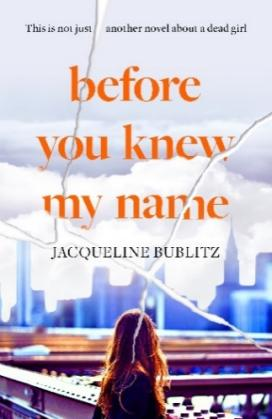 This is not just another novel about a dead girl
before
you knew
my name
JACQUELINE BUBLITZ